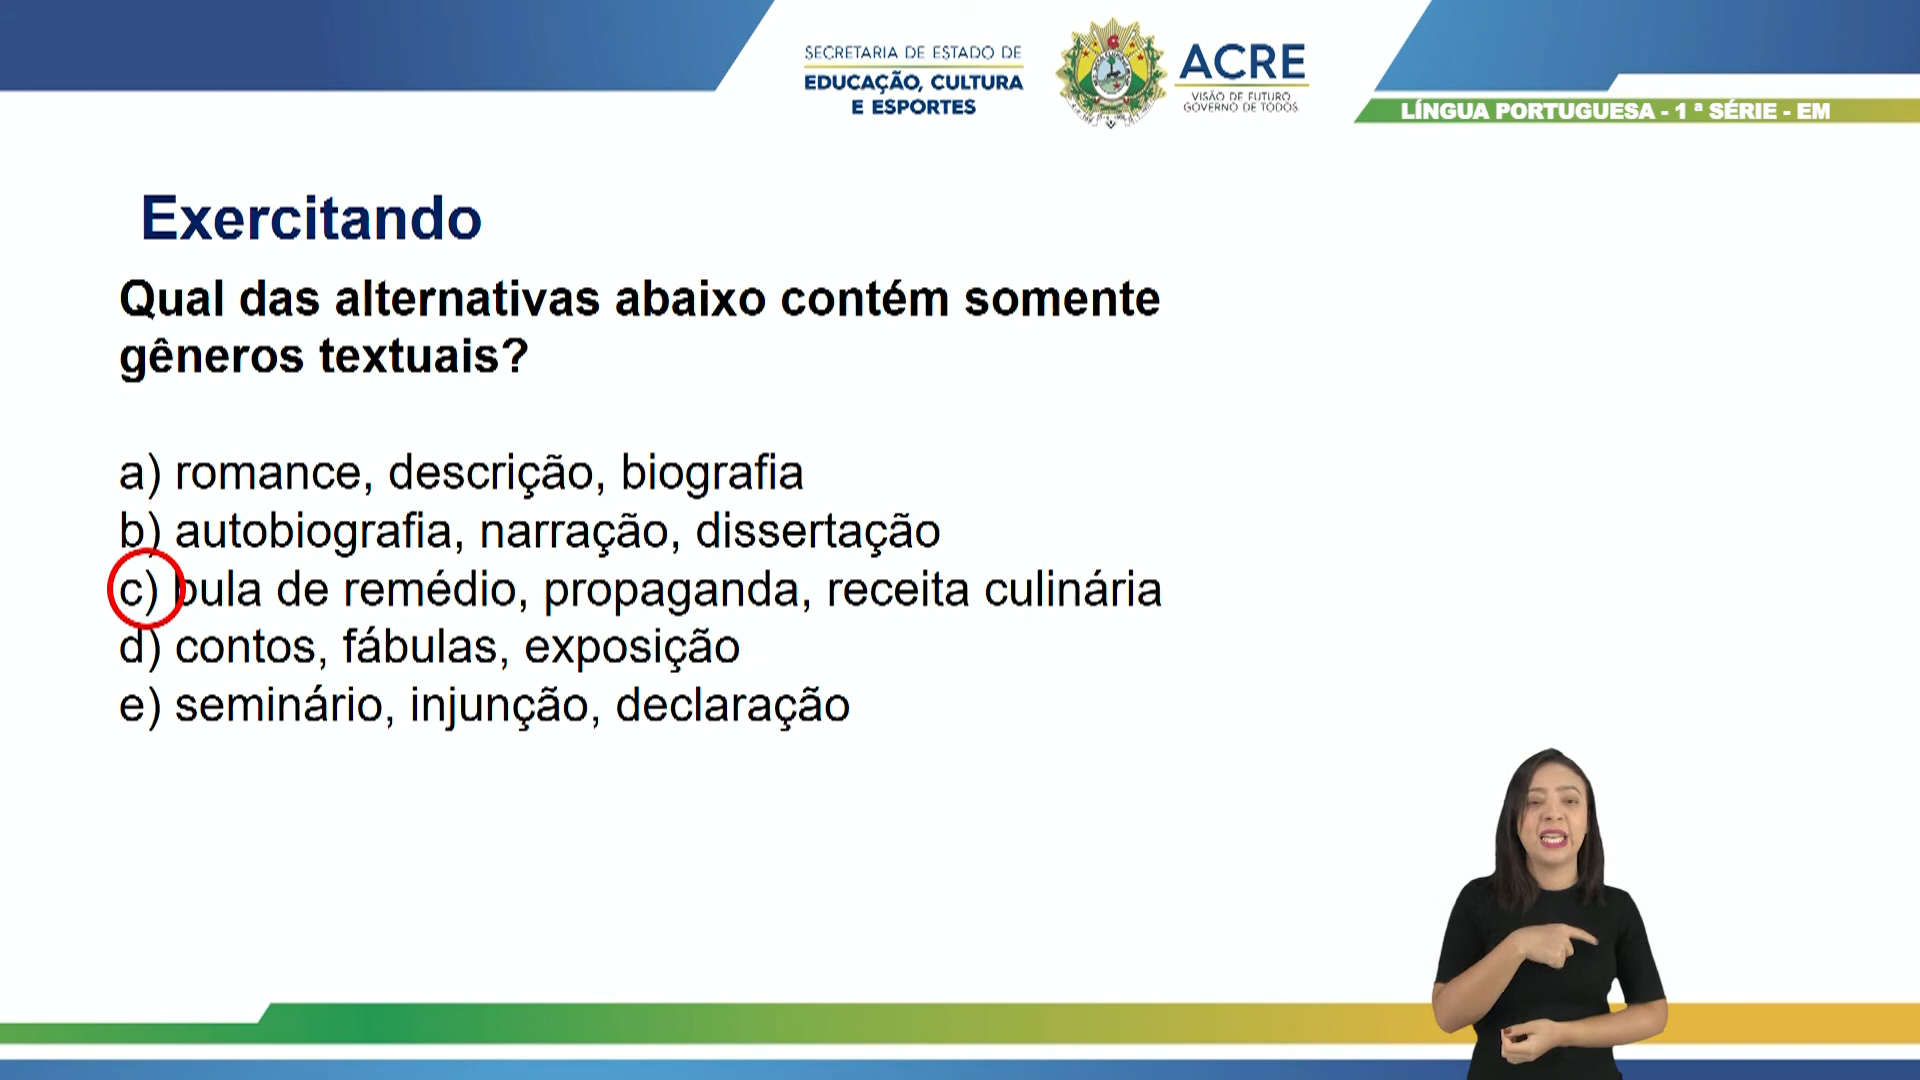 SECRETARIA DE ESTADO DE
EDUCAÇÃO, CULTURA
E ESPORTES
ACRE
VISÃO DE FUTURO
GOVERNO DE TODOS
LÍNGUA PORTUGUESA - 1 ª SÉRIE - EM
Exercitando
Qual das alternativas abaixo contém somente
gêneros textuais?
a) romance, descrição, biografia
b) autobiografia, narração, dissertação
c) bula de remédio, propaganda, receita culinária
d) contos, fábulas, exposição
e) seminário, injunção, declaração